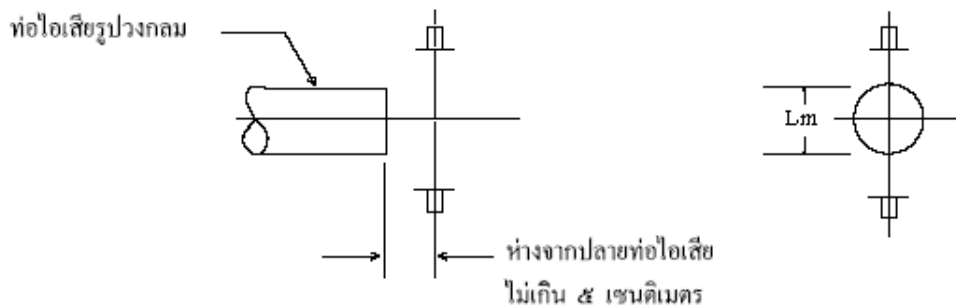 ท่อไอเสียรูปวงกลม
Lm
ห่างจากปลายท่อไอเสีย
ไม่เกิน ๕ เซนติเมตร